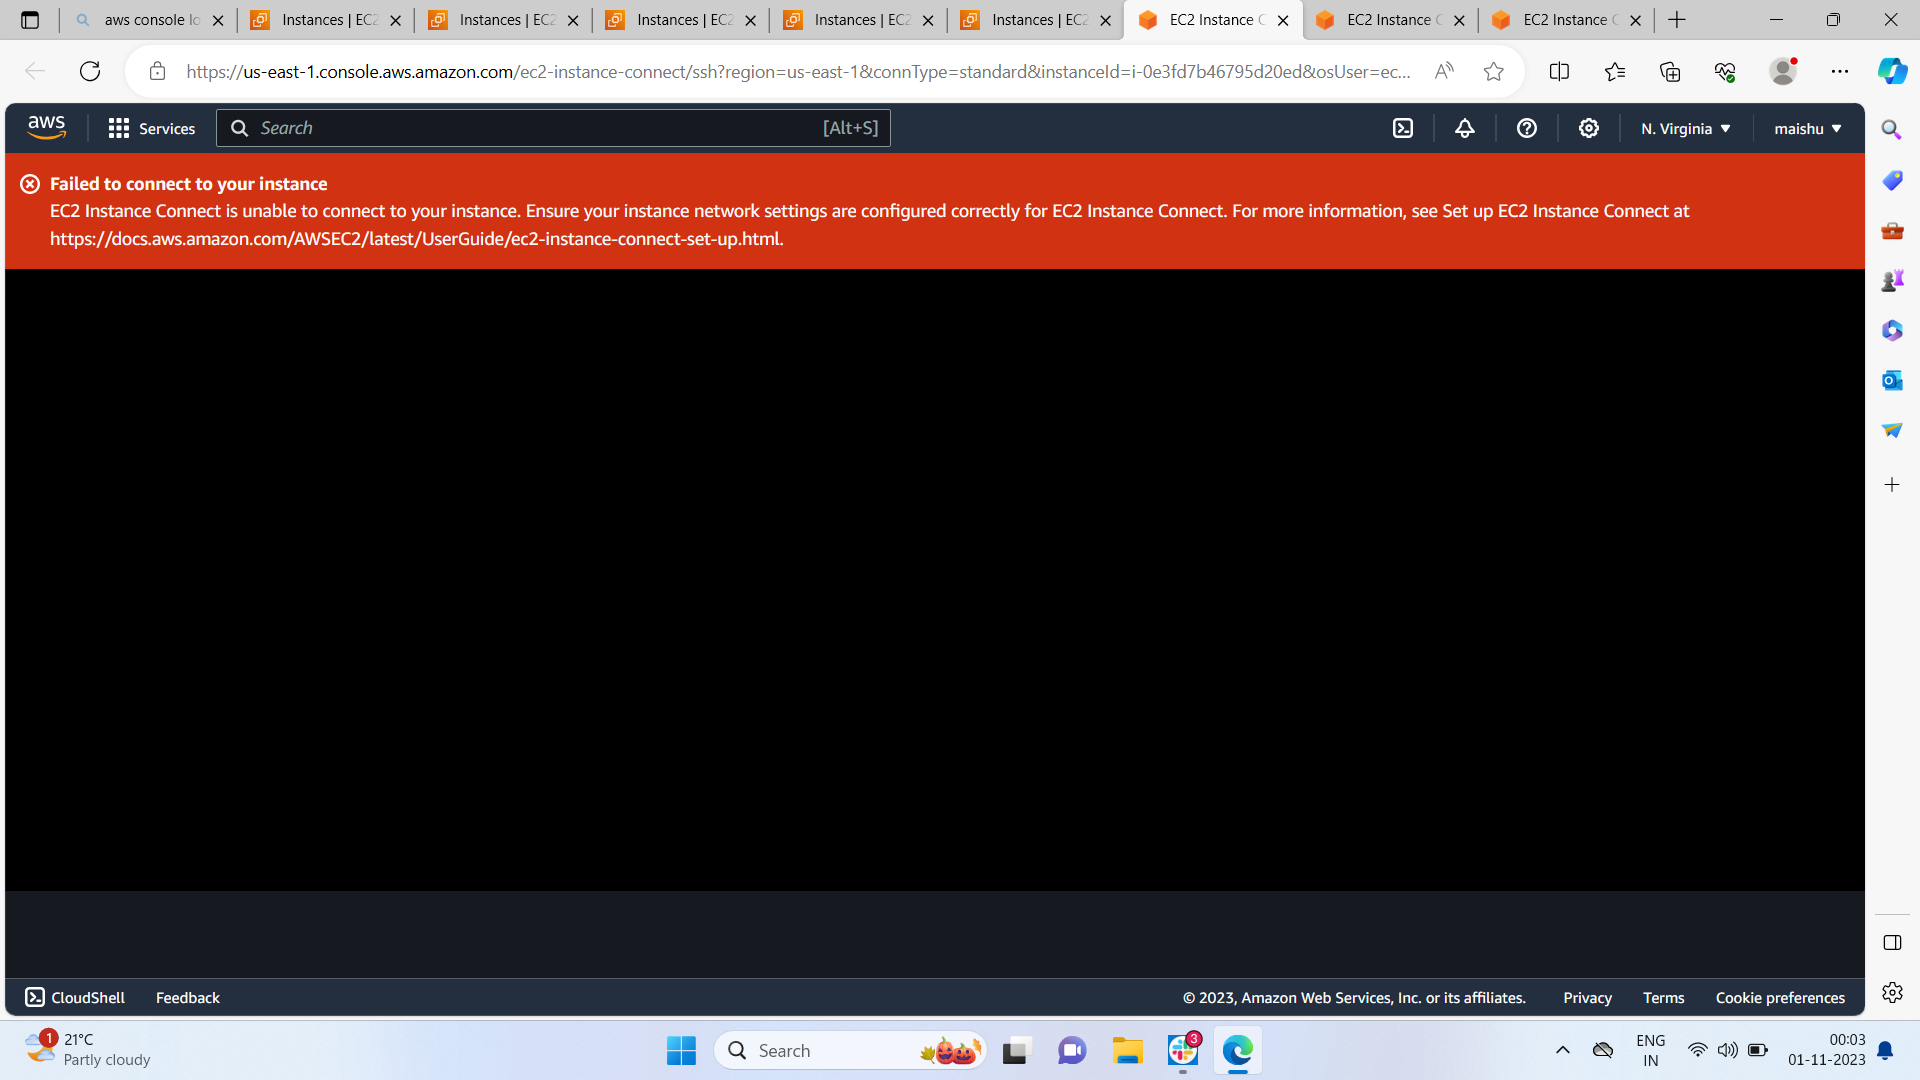 aws console lo
Instances | EC2
Instances | EC2
Instances | EC2
Instances | EC2
Instances | EC2
EC2 Instance C
EC2 Instance C
EC2 Instance C
https://us-east-1.console.aws.amazon.com/ec2-instance-connect/ssh?region=us-east-1&connType=standard&instanceId=i-0e3fd7b46795d20ed&osUser=ec...
aws
Services
Search
[Alt+S]
N. Virginia
maishu
Failed to connect to your instance
EC2 Instance Connect is unable to connect to your instance. Ensure your instance network settings are configured correctly for EC2 Instance Connect. For more information, see Set up EC2 Instance Connect at
https://docs.aws.amazon.com/AWSEC2/latest/UserGuide/ec2-instance-connect-set-up.html.
CloudShell
Feedback
© 2023, Amazon Web Services, Inc. or its affiliates.
Privacy
Terms
Cookie preferences
1
21°C
Partly cloudy
Search
3
ENG
IN
00:03
01-11-2023